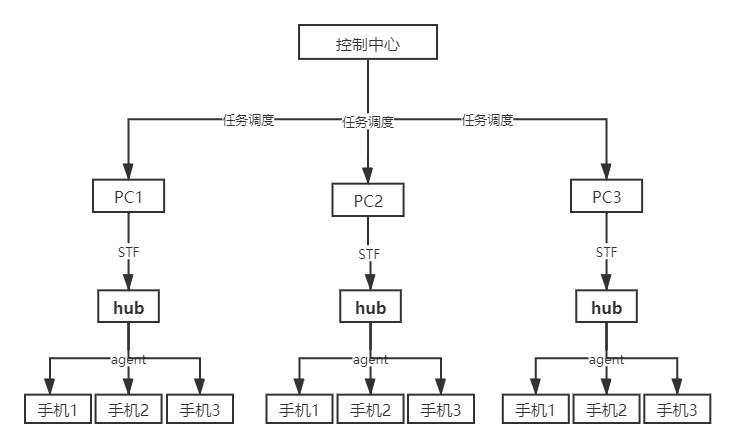 控制中心
任务调度 任务调度 任务调度
PC1 PC2 PC3
STF STF STF
hub hub hub
agent agent agent
手机1 手机2 手机3 手机1 手机2 手机3 手机1 手机2 手机3